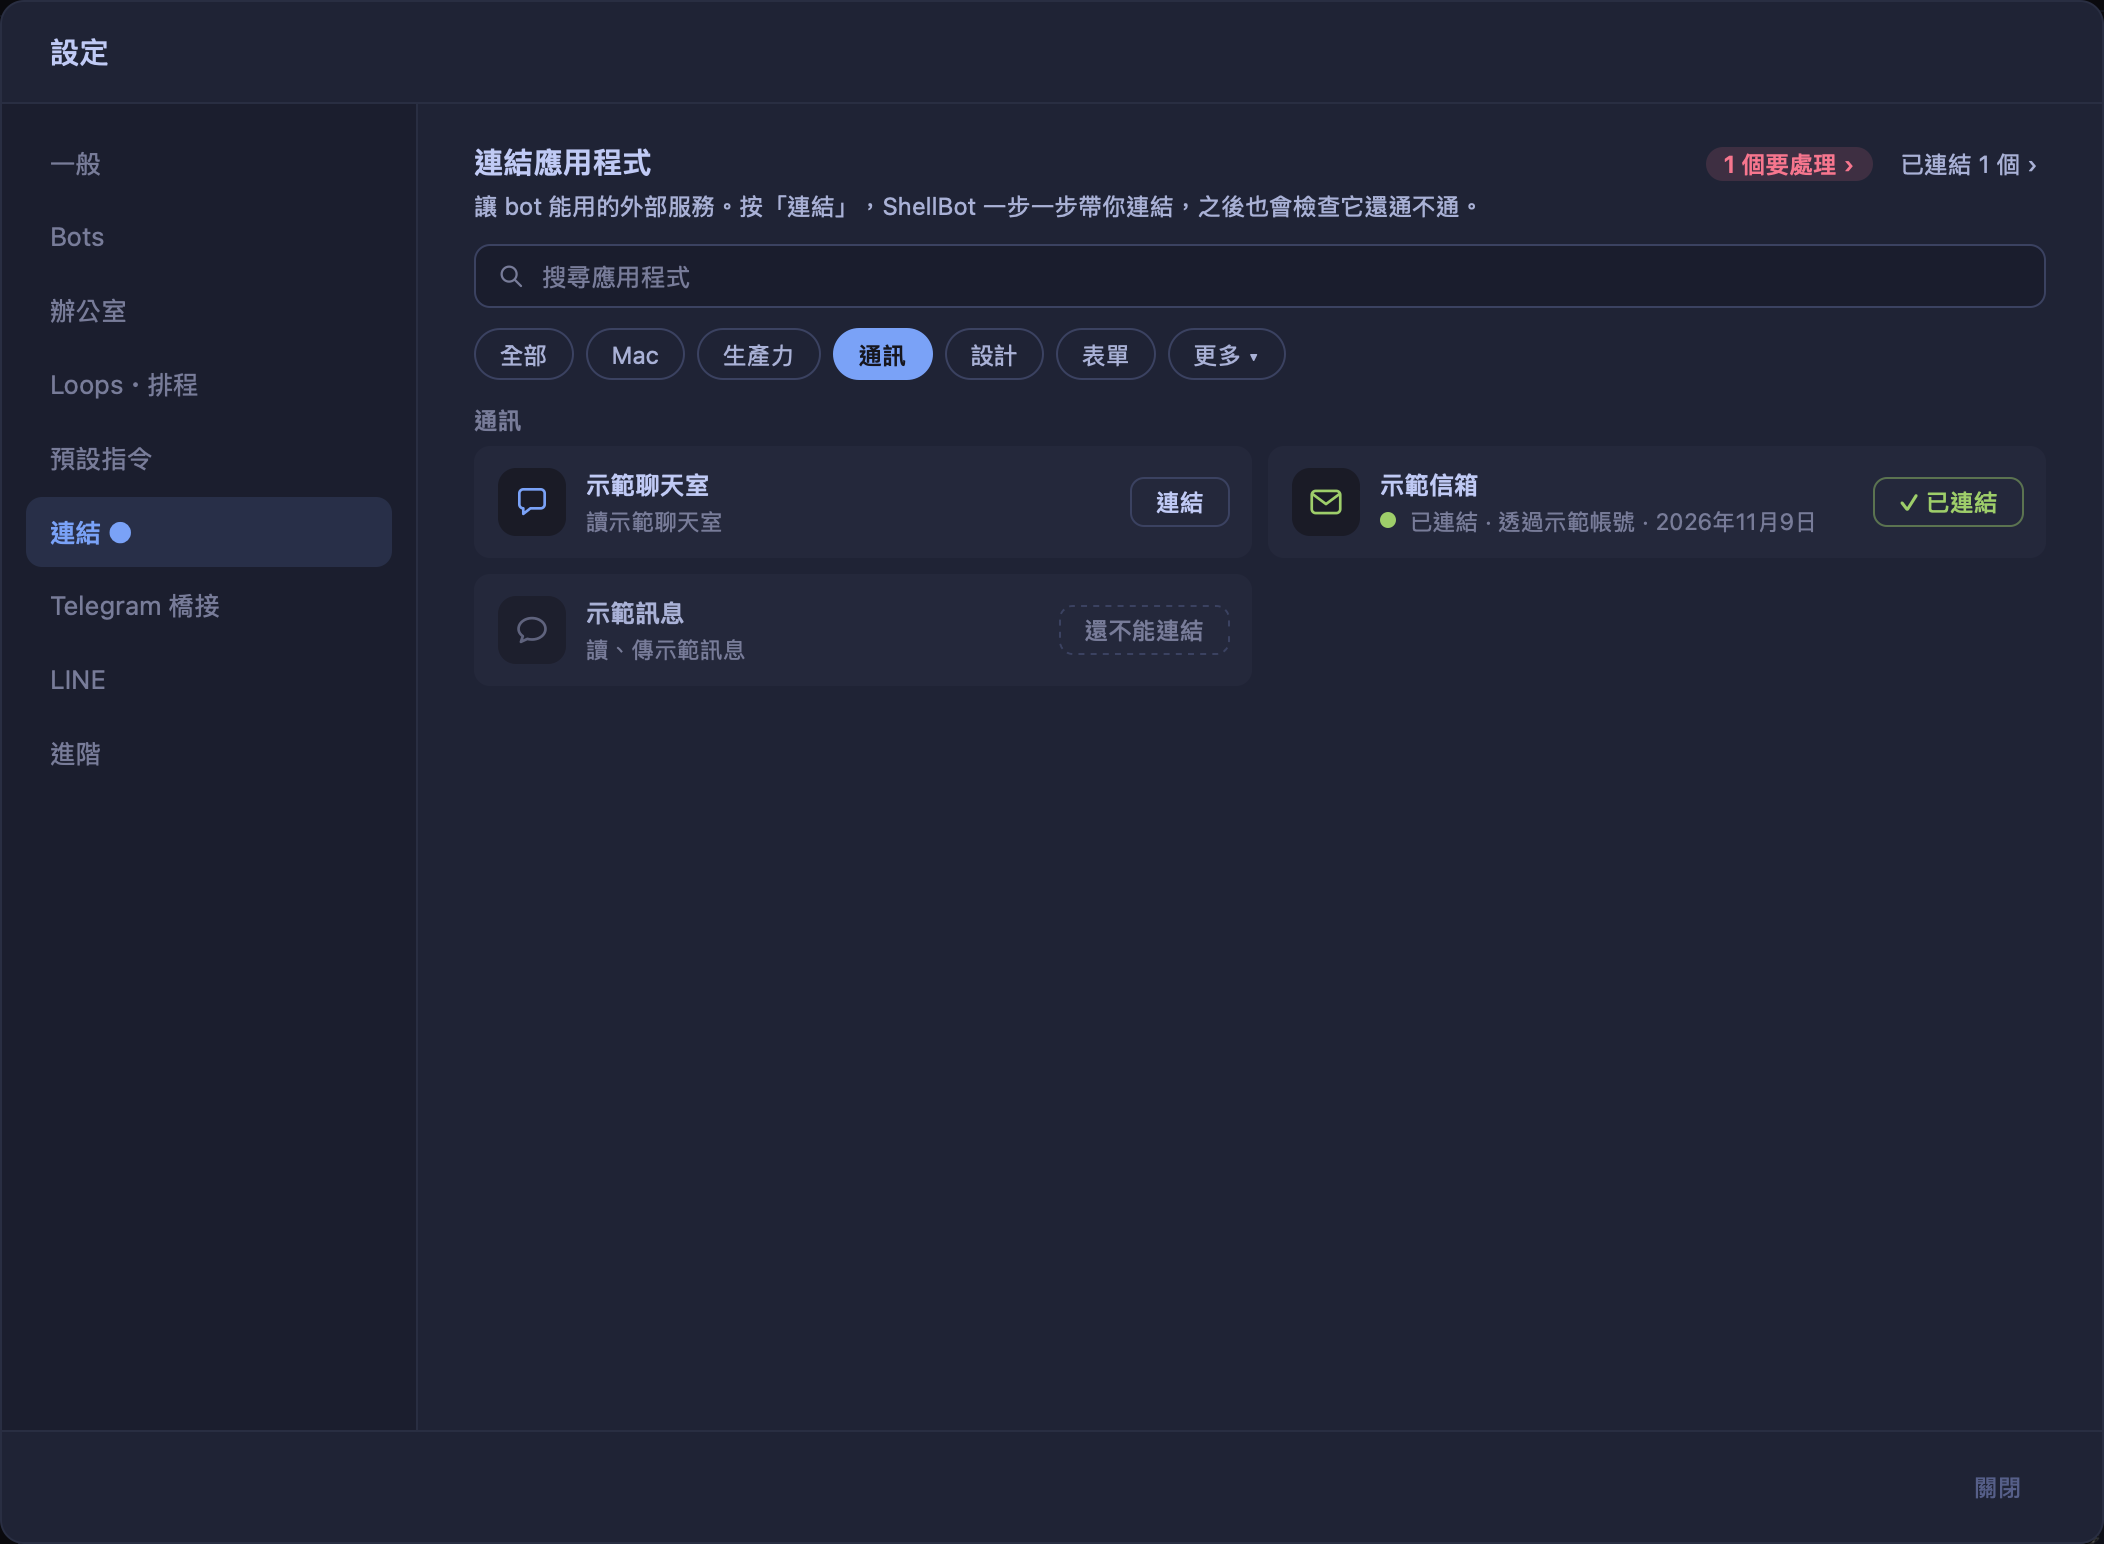 設定
一般
Bots
辦公室
Loops・排程
預設指令
連結
Telegram 橋接
LINE
進階
連結應用程式
1 個要處理 ›
已連結 1 個 ›
讓 bot 能用的外部服務。按「連結」，ShellBot 一步一步帶你連結，之後也會檢查它還通不通。
搜尋應用程式
全部
Mac
生產力
通訊
設計
表單
更多 ▾
通訊
示範聊天室
讀示範聊天室
連結
示範信箱
已連結 · 透過示範帳號 · 2026年11月9日
✓ 已連結
示範訊息
讀、傳示範訊息
還不能連結
關閉